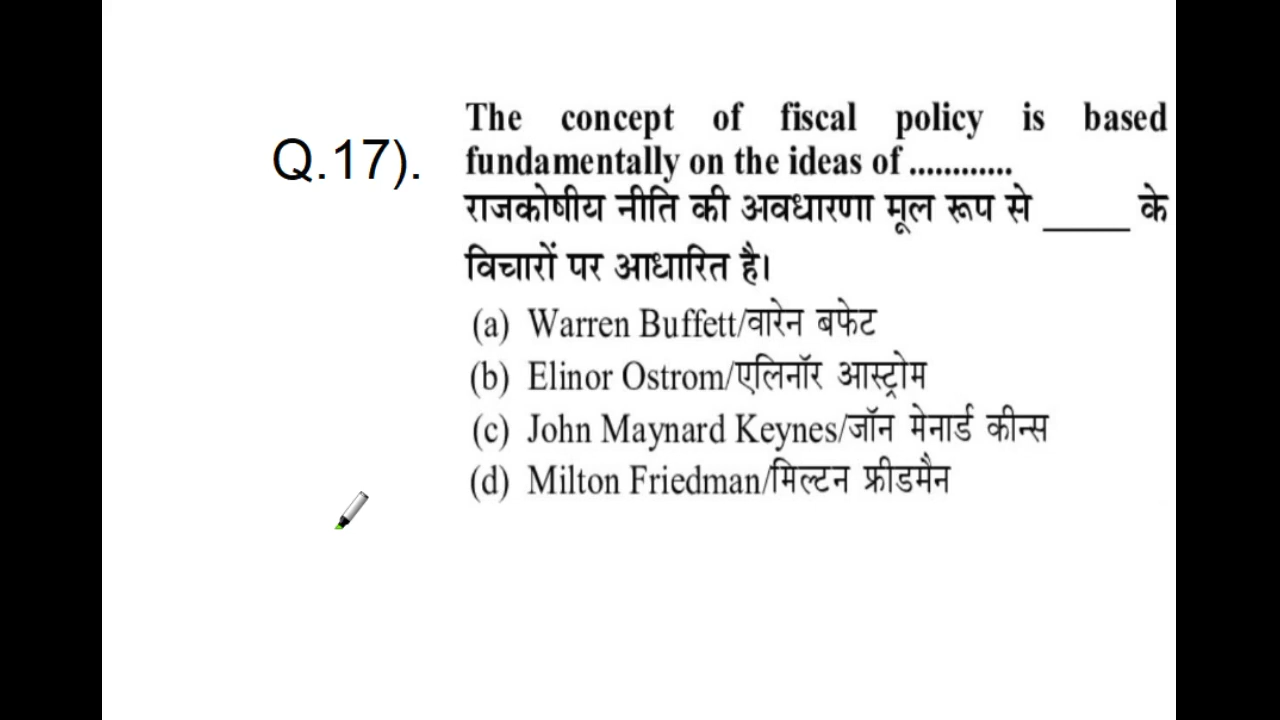 Q.17).
The concept of fiscal policy is based
fundamentally on the ideas of ............
राजकोषीय नीति की अवधारणा मूल रूप से _____ के
विचारों पर आधारित है।
(a) Warren Buffett/वारेन बफेट
(b) Elinor Ostrom/एलिनॉर आस्ट्रोम
(c) John Maynard Keynes/जॉन मेनार्ड कीन्स
(d) Milton Friedman/मिल्टन फ्रीडमैन